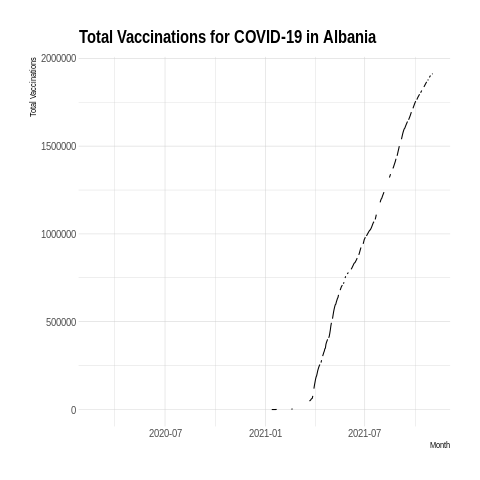 Total Vaccinations for COVID-19 in Albania
Total Vaccinations
2000000
1500000
1000000
500000
0
2020-07
2021-01
2021-07
Month